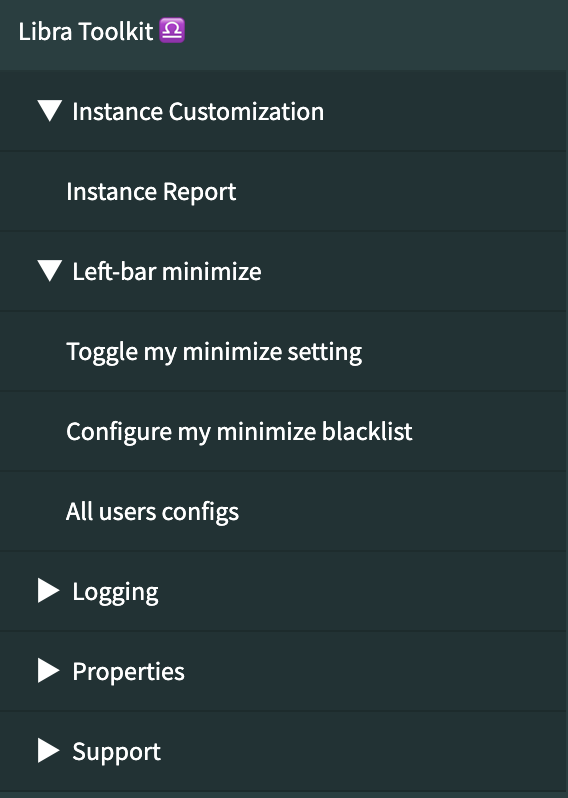 Libra Toolkit ♎
▼ Instance Customization
Instance Report
▼ Left-bar minimize
Toggle my minimize setting
Configure my minimize blacklist
All users configs
▶ Logging
▶ Properties
▶ Support